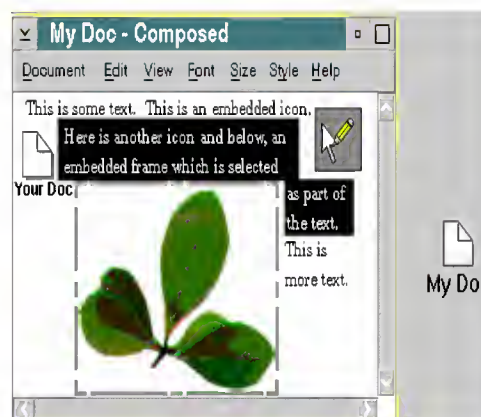 My Doc - Composed
Document Edit View Font Size Style Help
This is some text. This is an embedded icon,
Here is another icon and below, an
embedded frame which is selected
Your Doc
as part of
the text.
This is
more text.
My Do